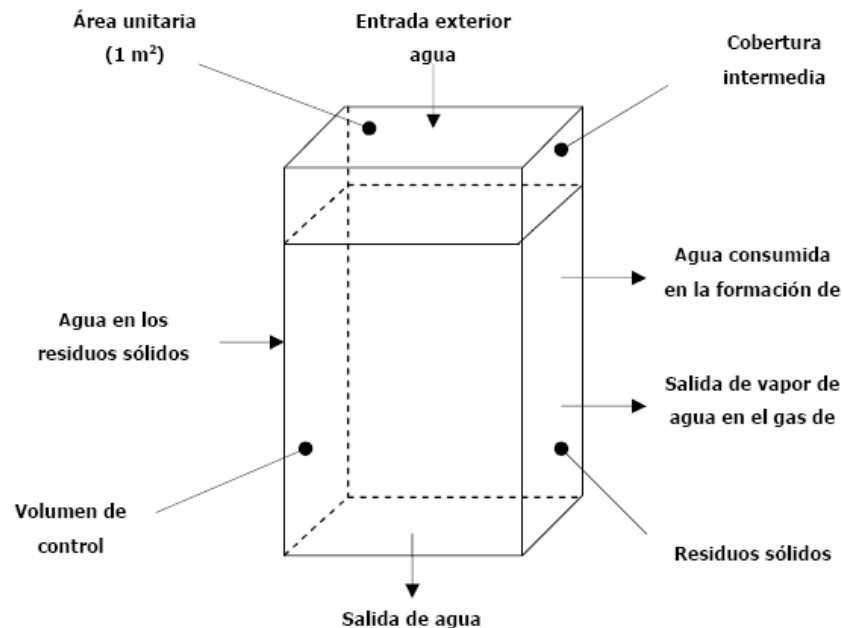 Área unitaria
(1 m²)
Entrada exterior
agua
Cobertura
intermedia
Agua consumida
en la formación de
Agua en los
residuos sólidos
Salida de vapor de
agua en el gas de
Volumen de
control
Residuos sólidos
Salida de agua